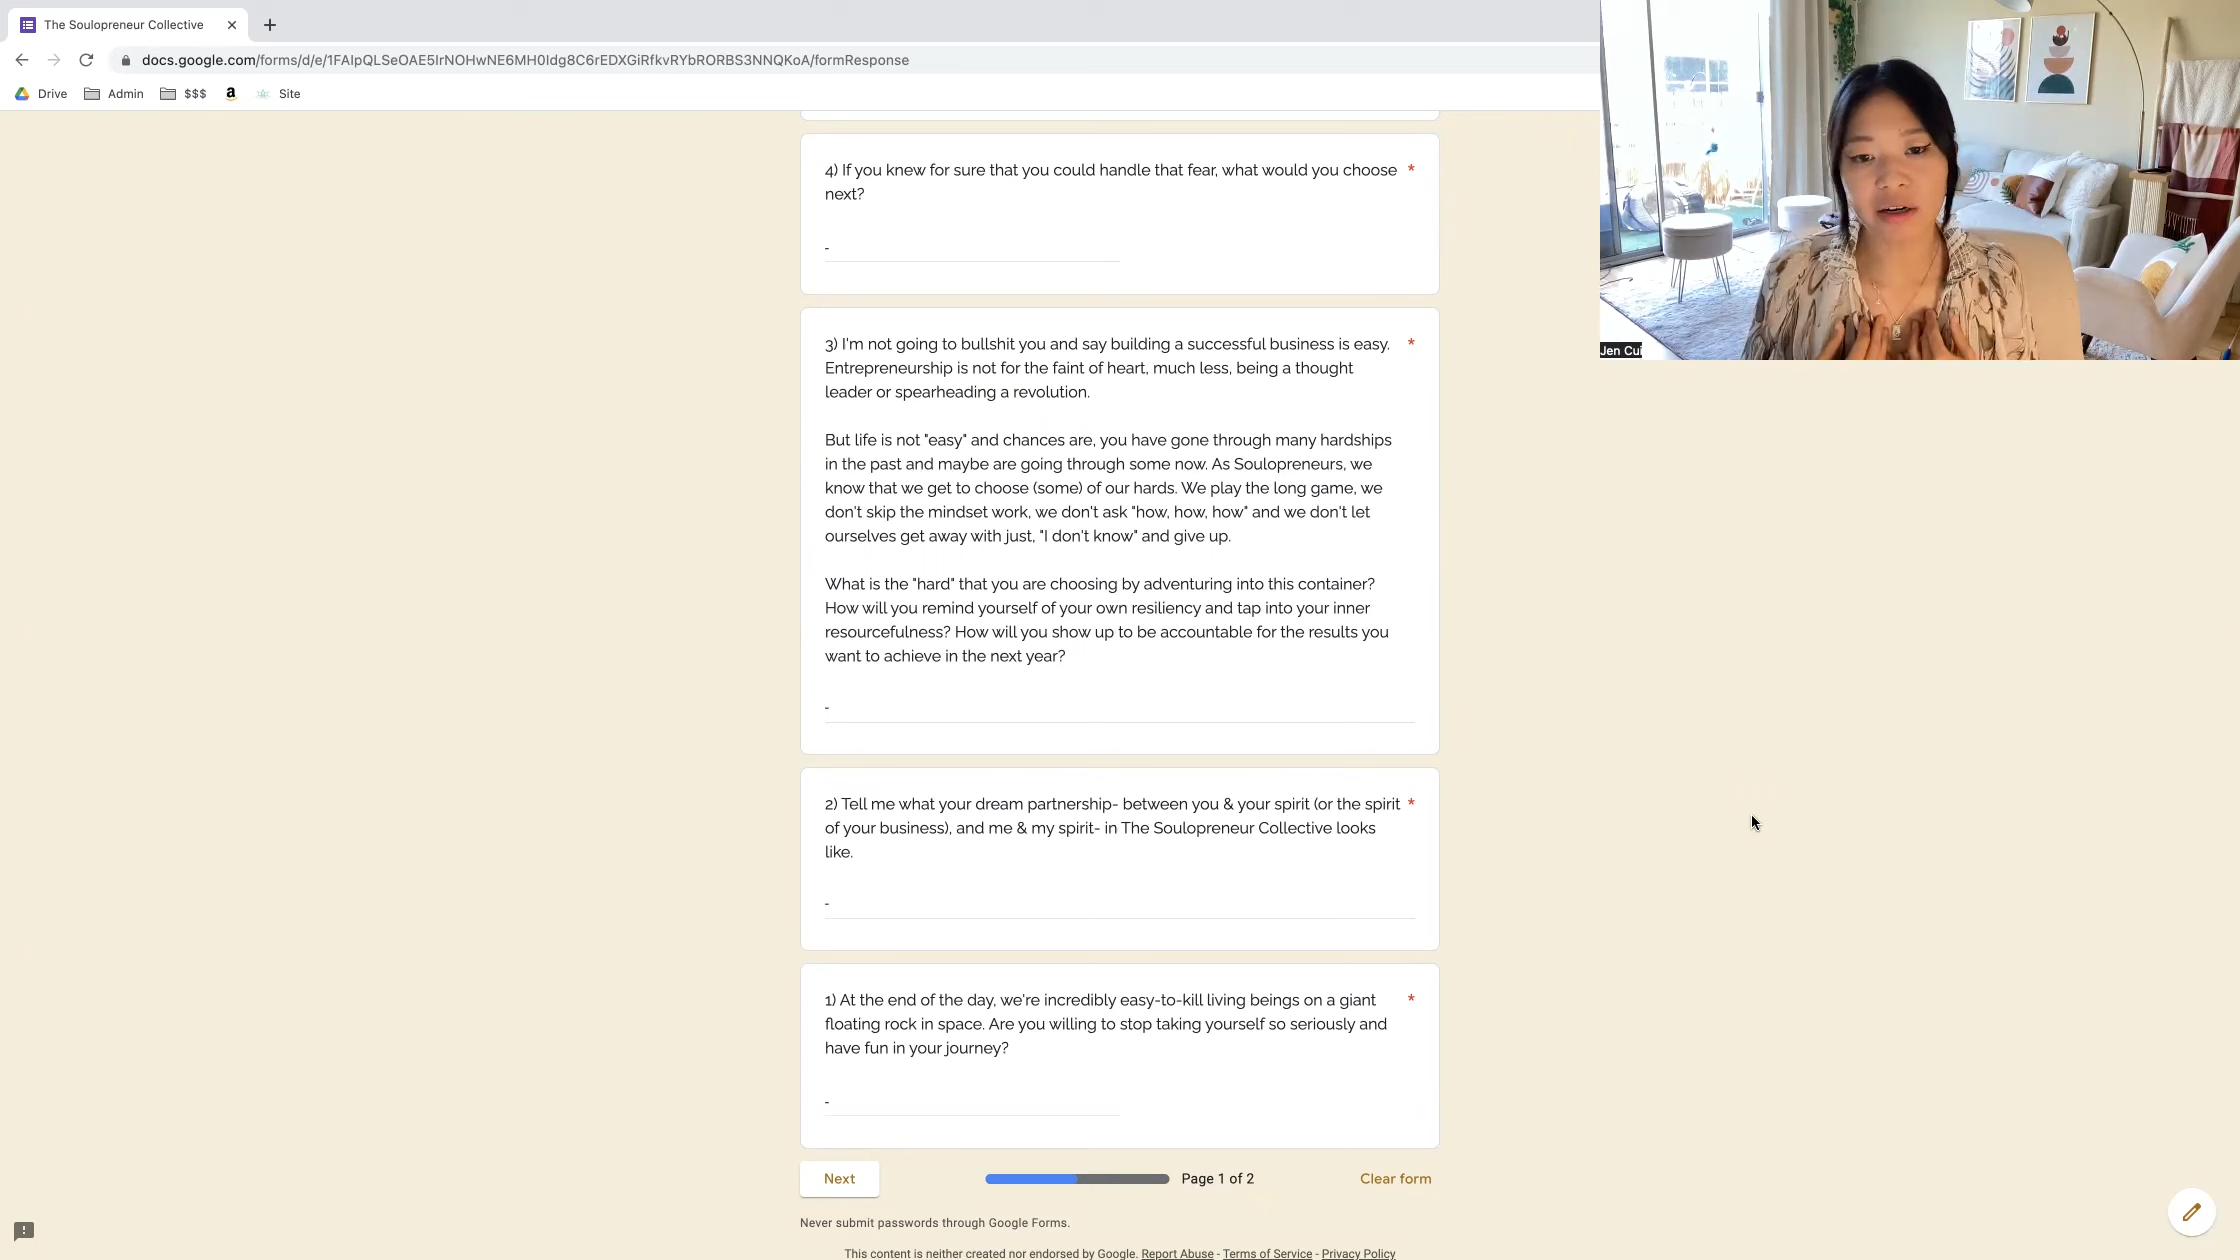 The Soulopreneur Collective
docs.google.com/forms/d/e/1FAIpQLSeOAE5IrNOHwNE6MH0Idg8C6rEDXGiRfkvRYbRORBS3NNQKoA/formResponse
Drive Admin $$$ Site
4) If you knew for sure that you could handle that fear, what would you choose *
next?
-
3) I'm not going to bullshit you and say building a successful business is easy. *
Entrepreneurship is not for the faint of heart, much less, being a thought
leader or spearheading a revolution.
But life is not "easy" and chances are, you have gone through many hardships
in the past and maybe are going through some now. As Soulopreneurs, we
know that we get to choose (some) of our hards. We play the long game, we
don't skip the mindset work, we don't ask "how, how, how" and we don't let
ourselves get away with just, "I don't know" and give up.
What is the "hard" that you are choosing by adventuring into this container?
How will you remind yourself of your own resiliency and tap into your inner
resourcefulness? How will you show up to be accountable for the results you
want to achieve in the next year?
-
2) Tell me what your dream partnership- between you & your spirit (or the spirit *
of your business), and me & my spirit- in The Soulopreneur Collective looks
like.
-
1) At the end of the day, we're incredibly easy-to-kill living beings on a giant *
floating rock in space. Are you willing to stop taking yourself so seriously and
have fun in your journey?
-
Next Page 1 of 2 Clear form
Never submit passwords through Google Forms.
This content is neither created nor endorsed by Google. Report Abuse - Terms of Service - Privacy Policy
Jen Cui